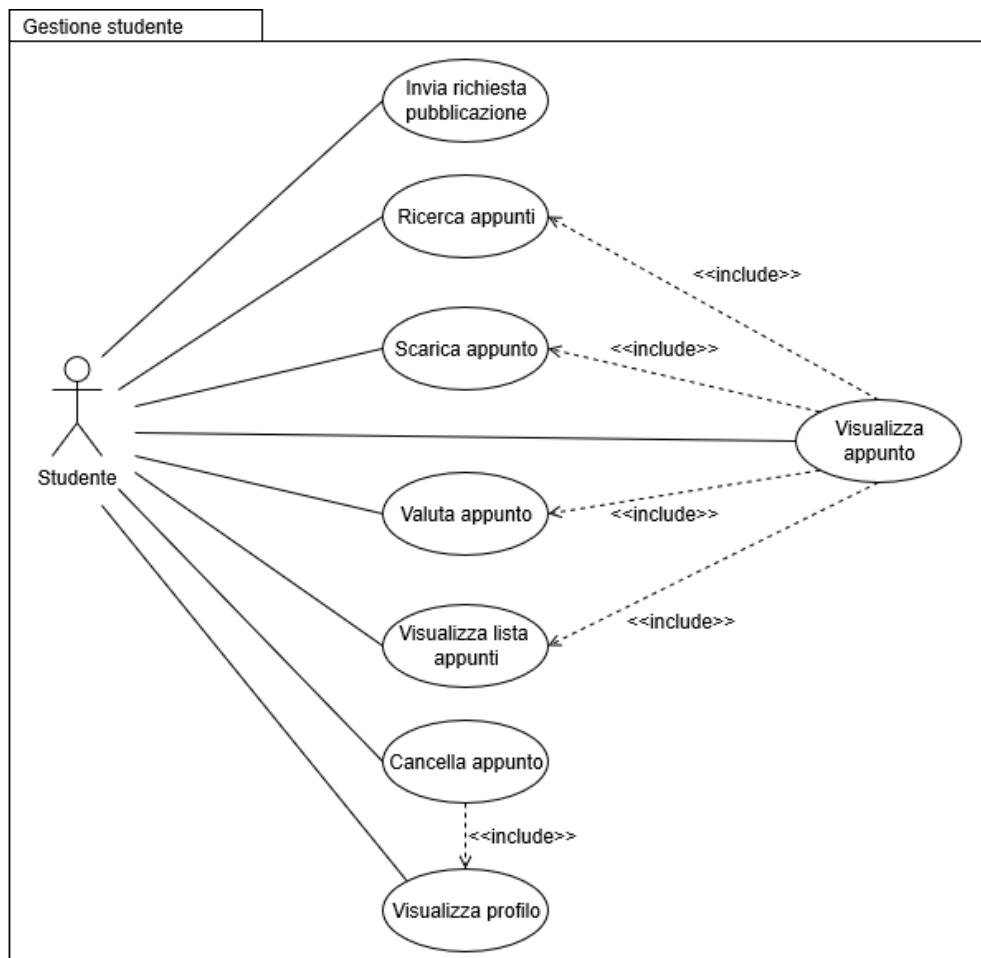 Gestione studente
Invia richiesta
pubblicazione
Ricerca appunti
<<include>>
Scarica appunto
<<include>>
Visualizza
appunto
Studente
Valuta appunto
<<include>>
Visualizza lista
appunti
<<include>>
Cancella appunto
<<include>>
Visualizza profilo